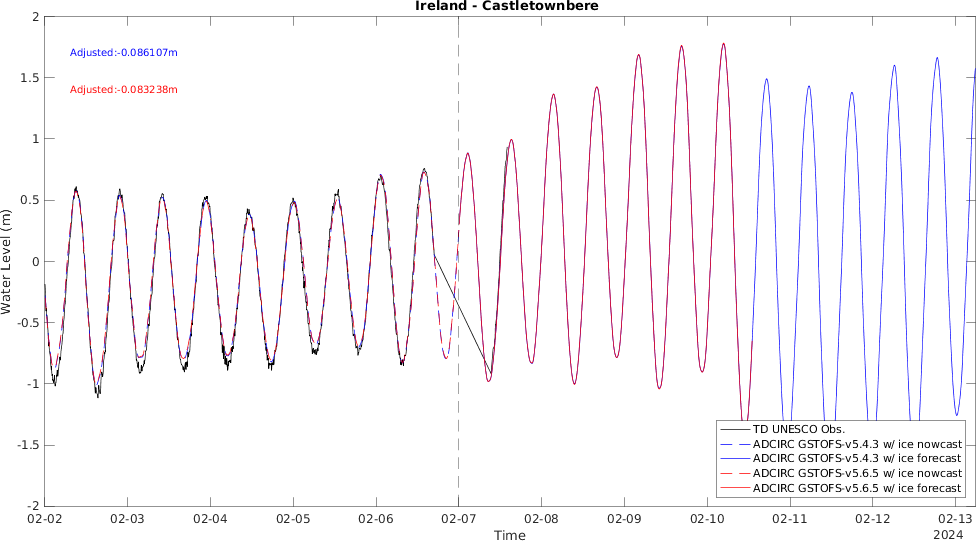 Ireland - Castletownbere
Adjusted:-0.086107m
Adjusted:-0.083238m
Water Level (m)
2
1.5
1
0.5
0
-0.5
-1
-1.5
-2
TD UNESCO Obs.
ADCIRC GSTOFS-v5.4.3 w/ ice nowcast
ADCIRC GSTOFS-v5.4.3 w/ ice forecast
ADCIRC GSTOFS-v5.6.5 w/ ice nowcast
ADCIRC GSTOFS-v5.6.5 w/ ice forecast
02-02 02-03 02-04 02-05 02-06 02-07 02-08 02-09 02-10 02-11 02-12 02-13
2024
Time